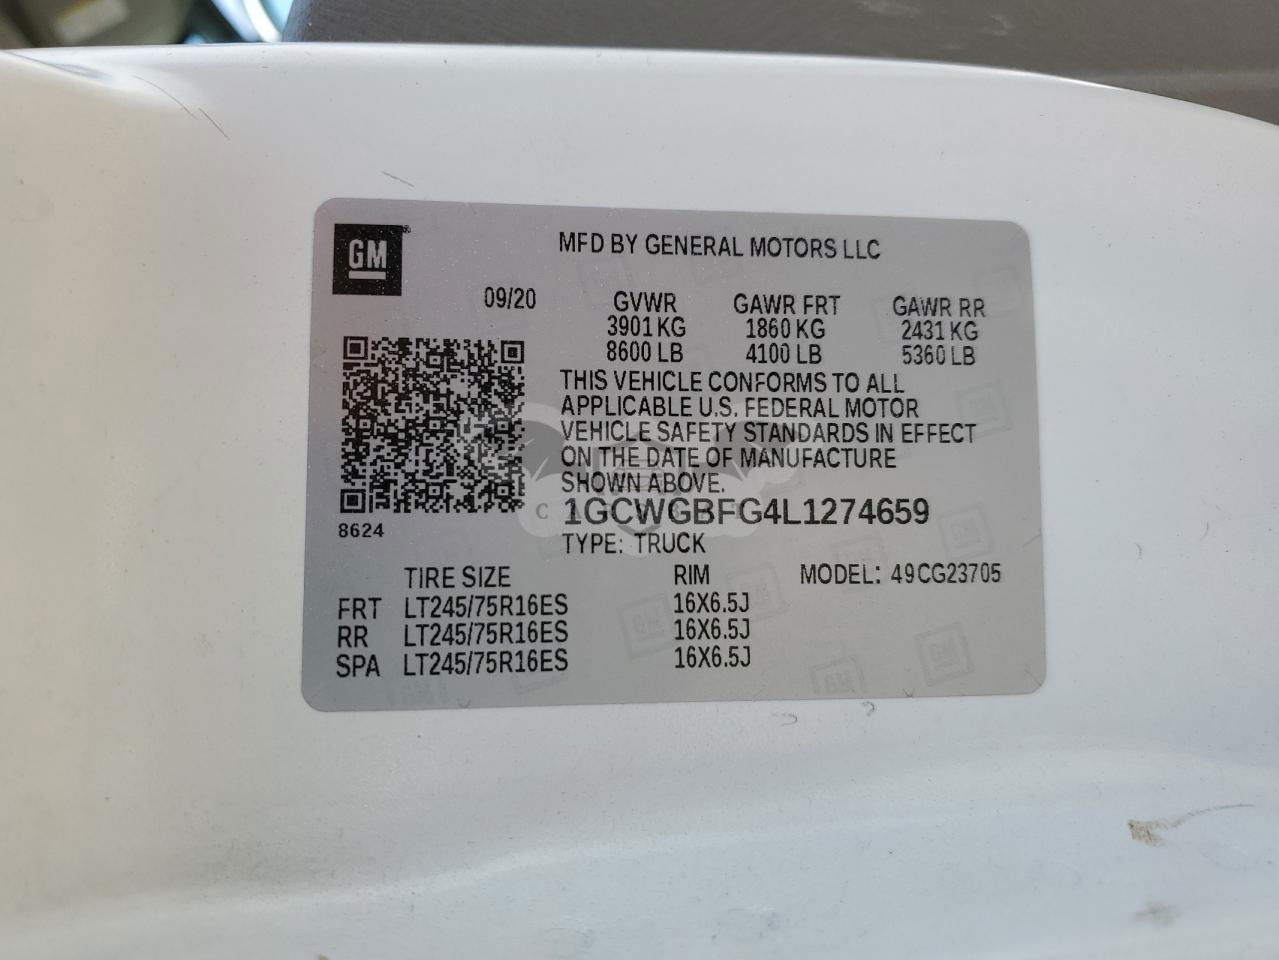 GM
MFD BY GENERAL MOTORS LLC
09/20
GVWR GAWR FRT GAWR RR
3901 KG 1860 KG 2431 KG
8600 LB 4100 LB 5360 LB
THIS VEHICLE CONFORMS TO ALL
APPLICABLE U.S. FEDERAL MOTOR
VEHICLE SAFETY STANDARDS IN EFFECT
ON THE DATE OF MANUFACTURE
SHOWN ABOVE.
1GCWGBFG4L1274659
8624
TYPE: TRUCK
TIRE SIZE RIM MODEL: 49CG23705
FRT LT245/75R16ES 16X6.5J
RR LT245/75R16ES 16X6.5J
SPA LT245/75R16ES 16X6.5J